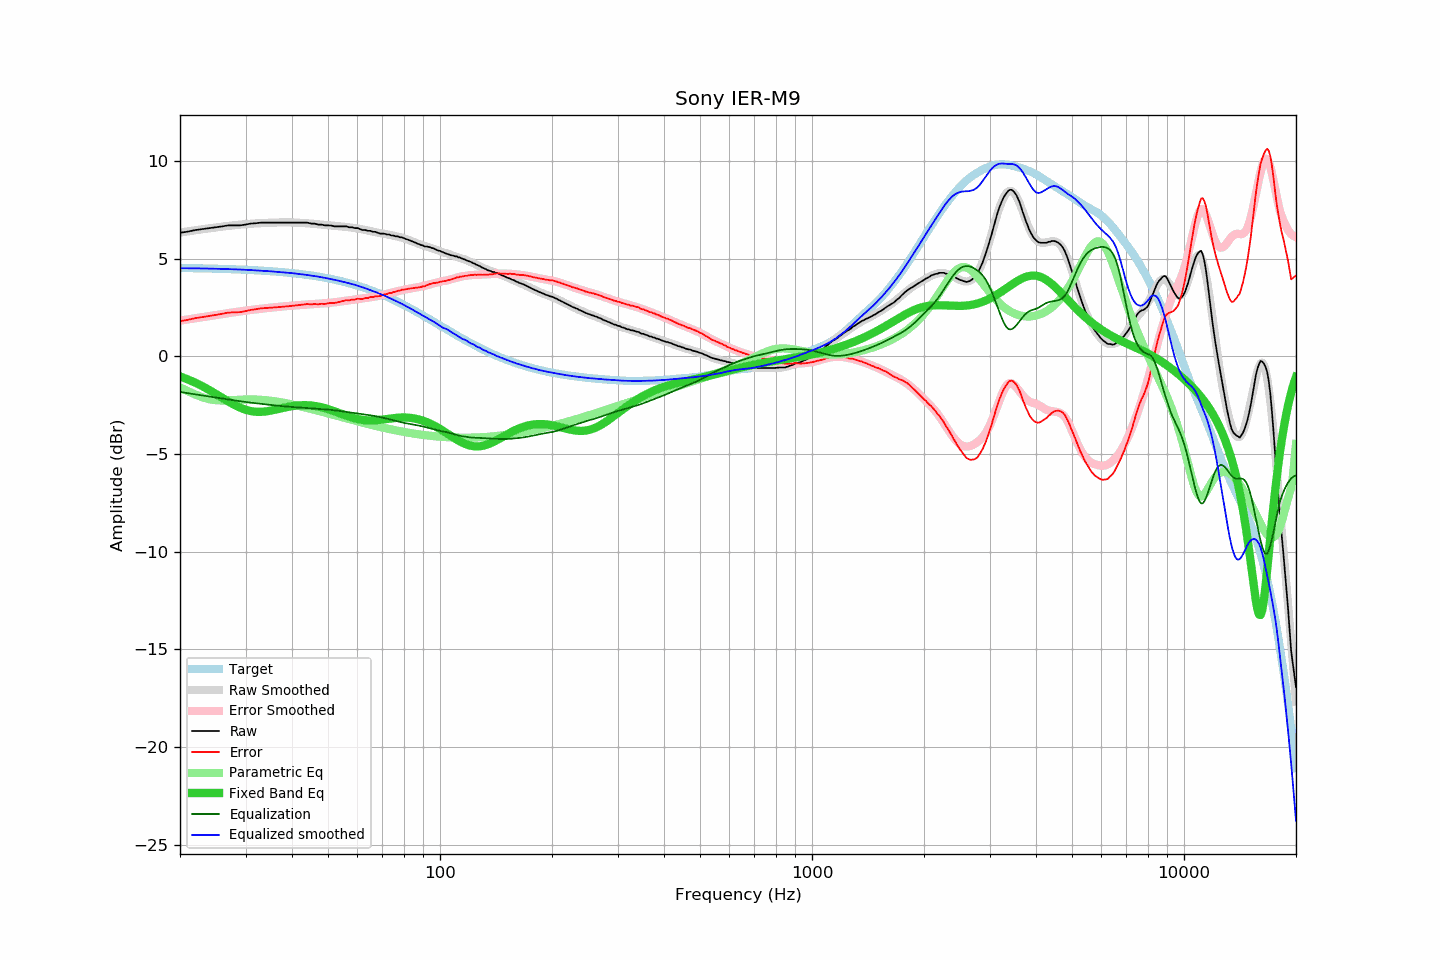 Sony IER-M9
10
5
0
−5
−10
−15
−20
−25
Amplitude (dBr)
Target
Raw Smoothed
Error Smoothed
Raw
Error
Parametric Eq
Fixed Band Eq
Equalization
Equalized smoothed
100
1000
10000
Frequency (Hz)